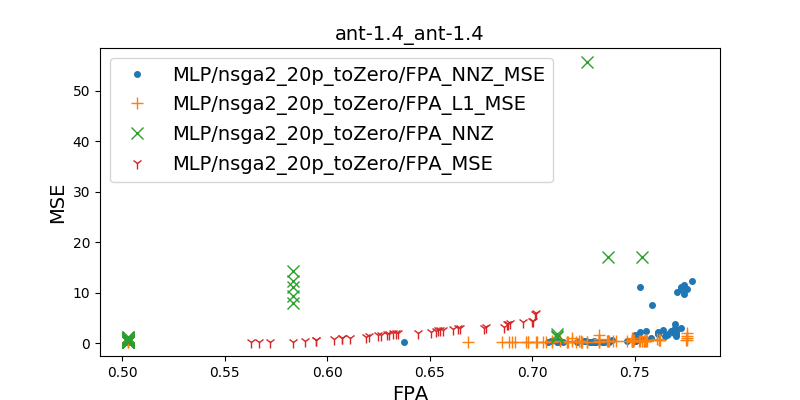 ant-1.4_ant-1.4
MLP/nsga2_20p_toZero/FPA_NNZ_MSE
MLP/nsga2_20p_toZero/FPA_L1_MSE
MLP/nsga2_20p_toZero/FPA_NNZ
MLP/nsga2_20p_toZero/FPA_MSE
MSE
50
40
30
20
10
0
0.50 0.55 0.60 0.65 0.70 0.75
FPA